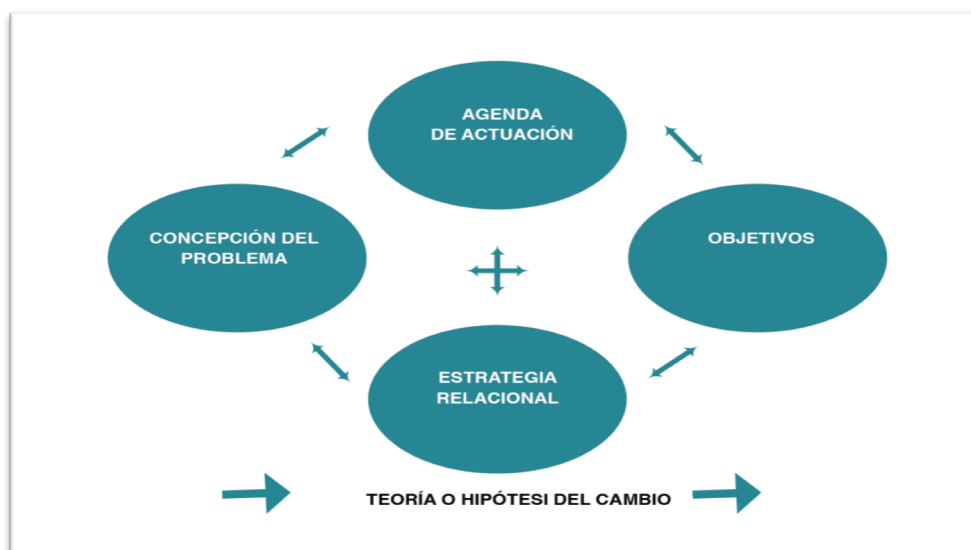 AGENDA
DE ACTUACIÓN
CONCEPCIÓN DEL
PROBLEMA
OBJETIVOS
ESTRATEGIA
RELACIONAL
TEORÍA O HIPÓTESI DEL CAMBIO